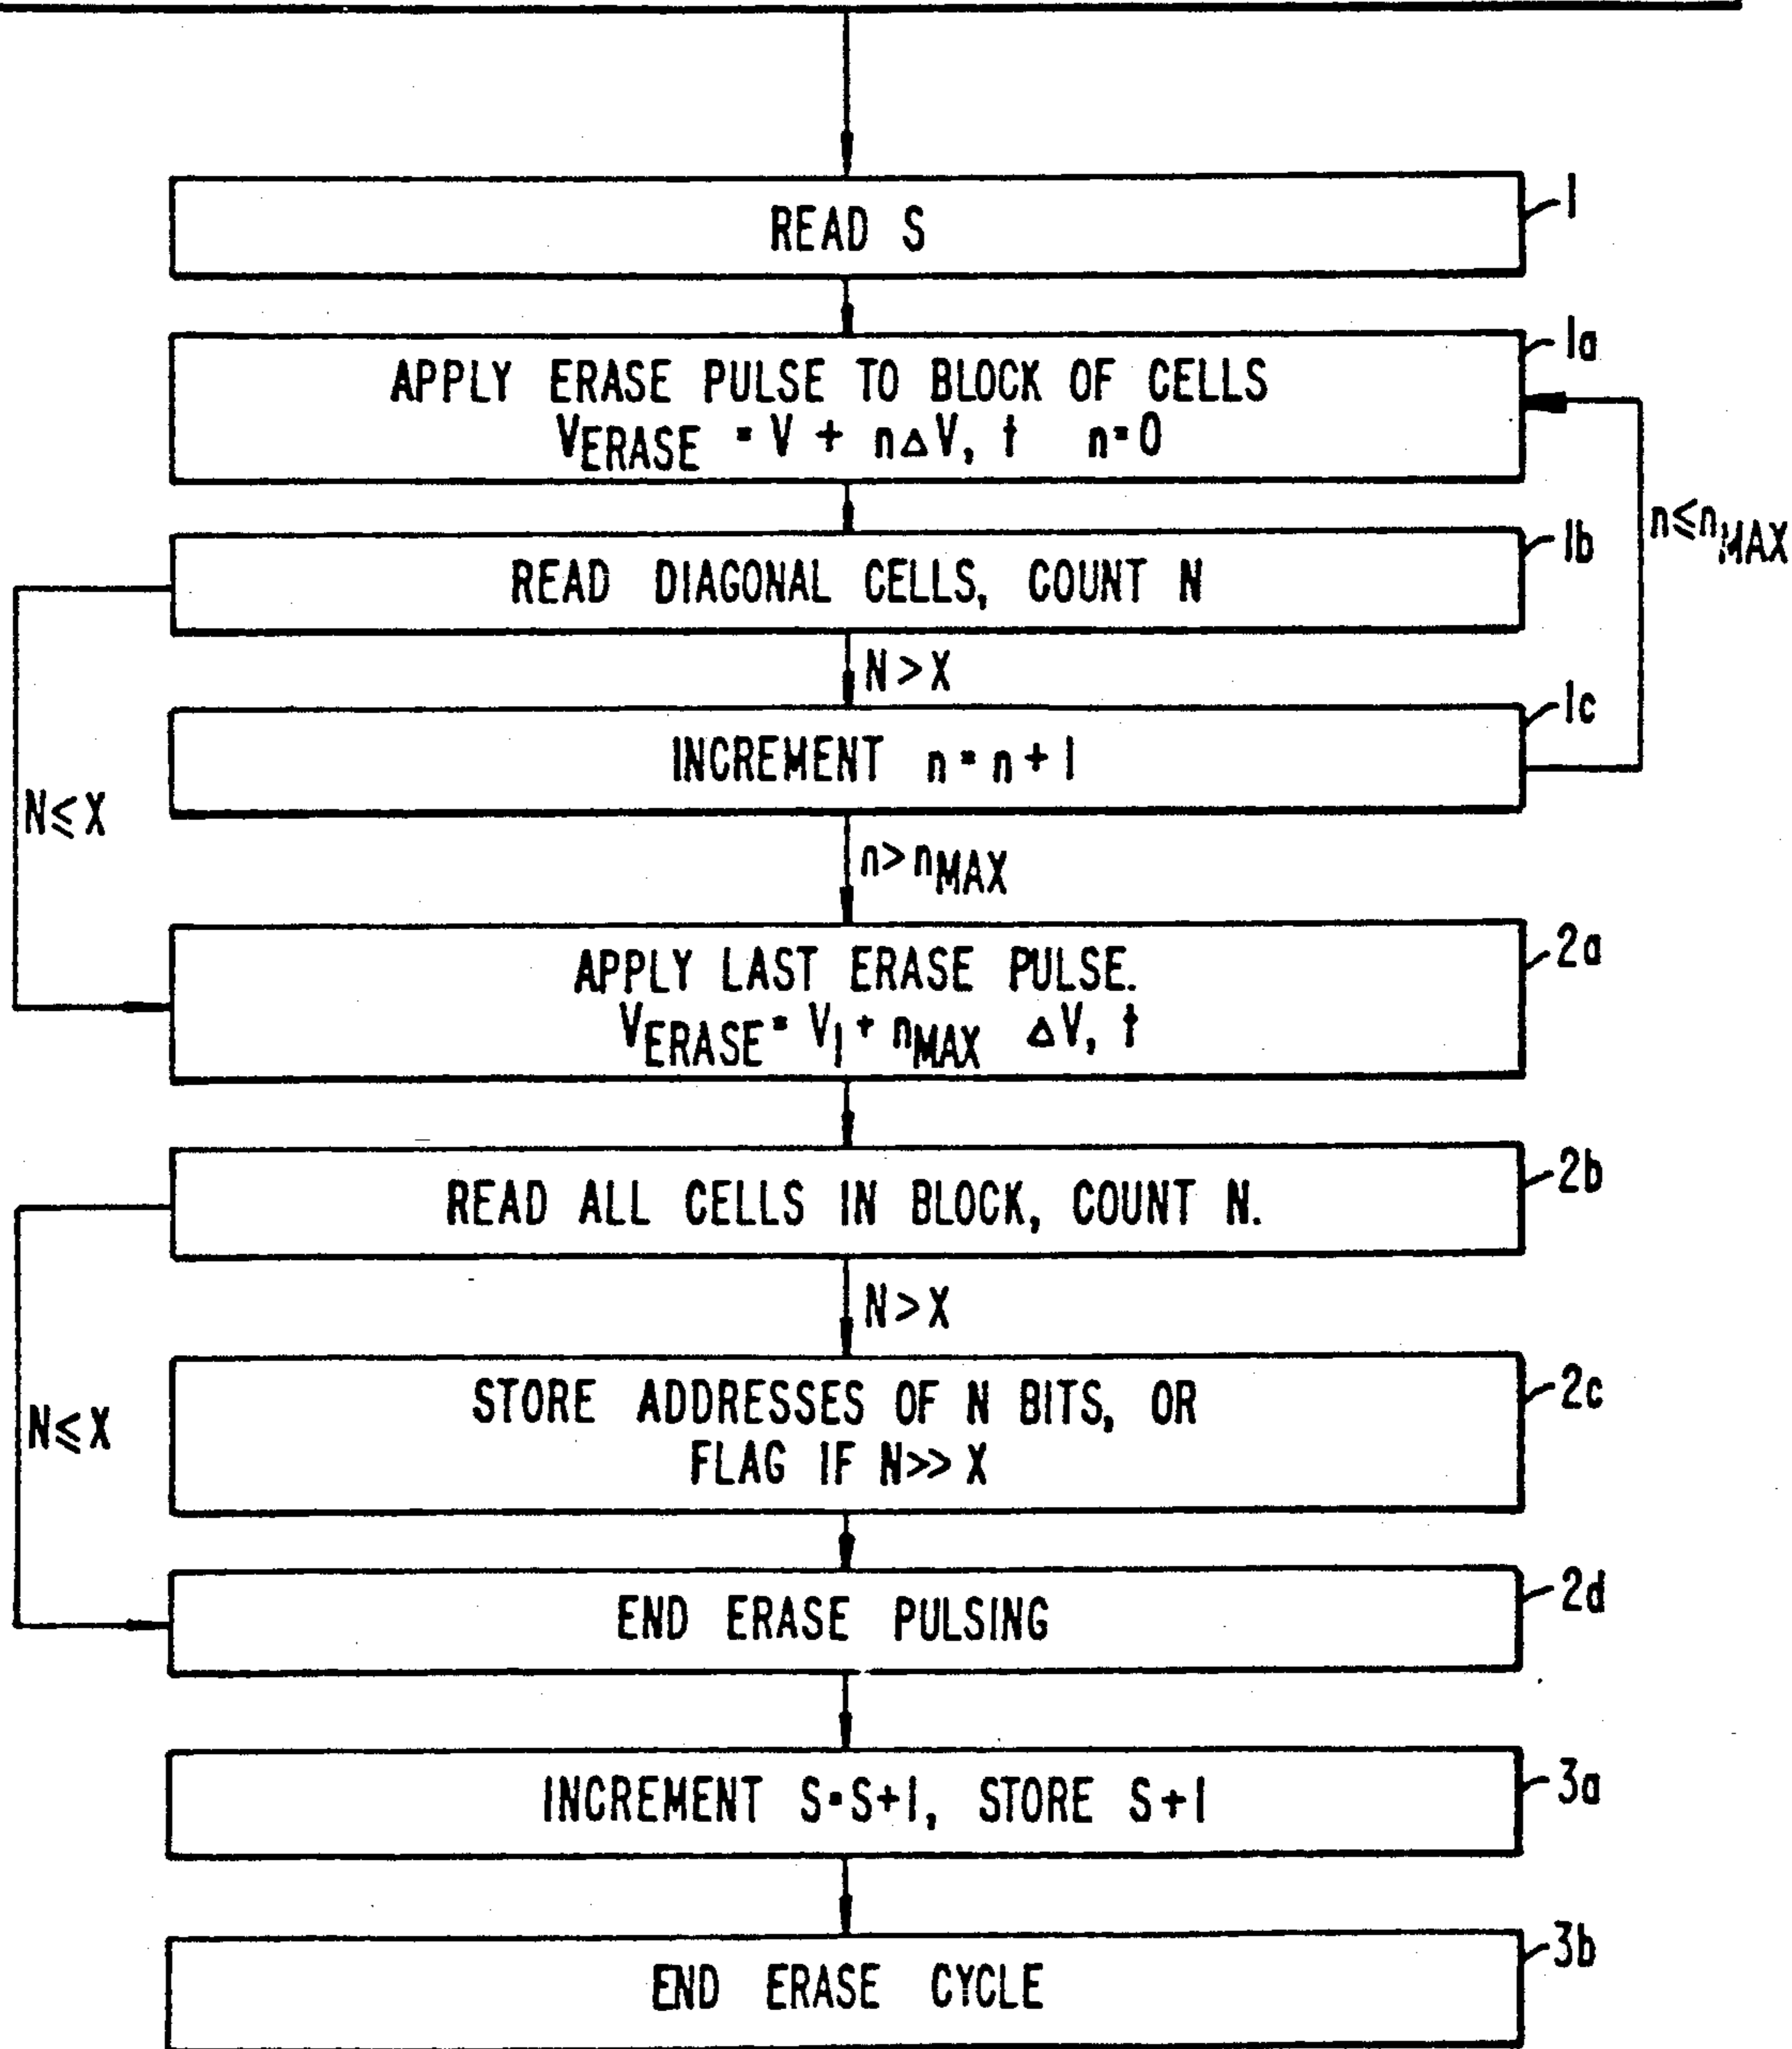 READ S
1
APPLY ERASE PULSE TO BLOCK OF CELLS
VERASE = V + n△V, t n=0
1a
n≤nMAX
READ DIAGONAL CELLS, COUNT N
1b
N>X
INCREMENT n=n+1
1c
N≤X
n>nMAX
APPLY LAST ERASE PULSE.
VERASE= V1+ nMAX △V, t
2a
READ ALL CELLS IN BLOCK, COUNT N.
2b
N>X
STORE ADDRESSES OF N BITS, OR
FLAG IF N>>X
2c
N≤X
END ERASE PULSING
2d
INCREMENT S=S+1, STORE S+1
3a
END ERASE CYCLE
3b